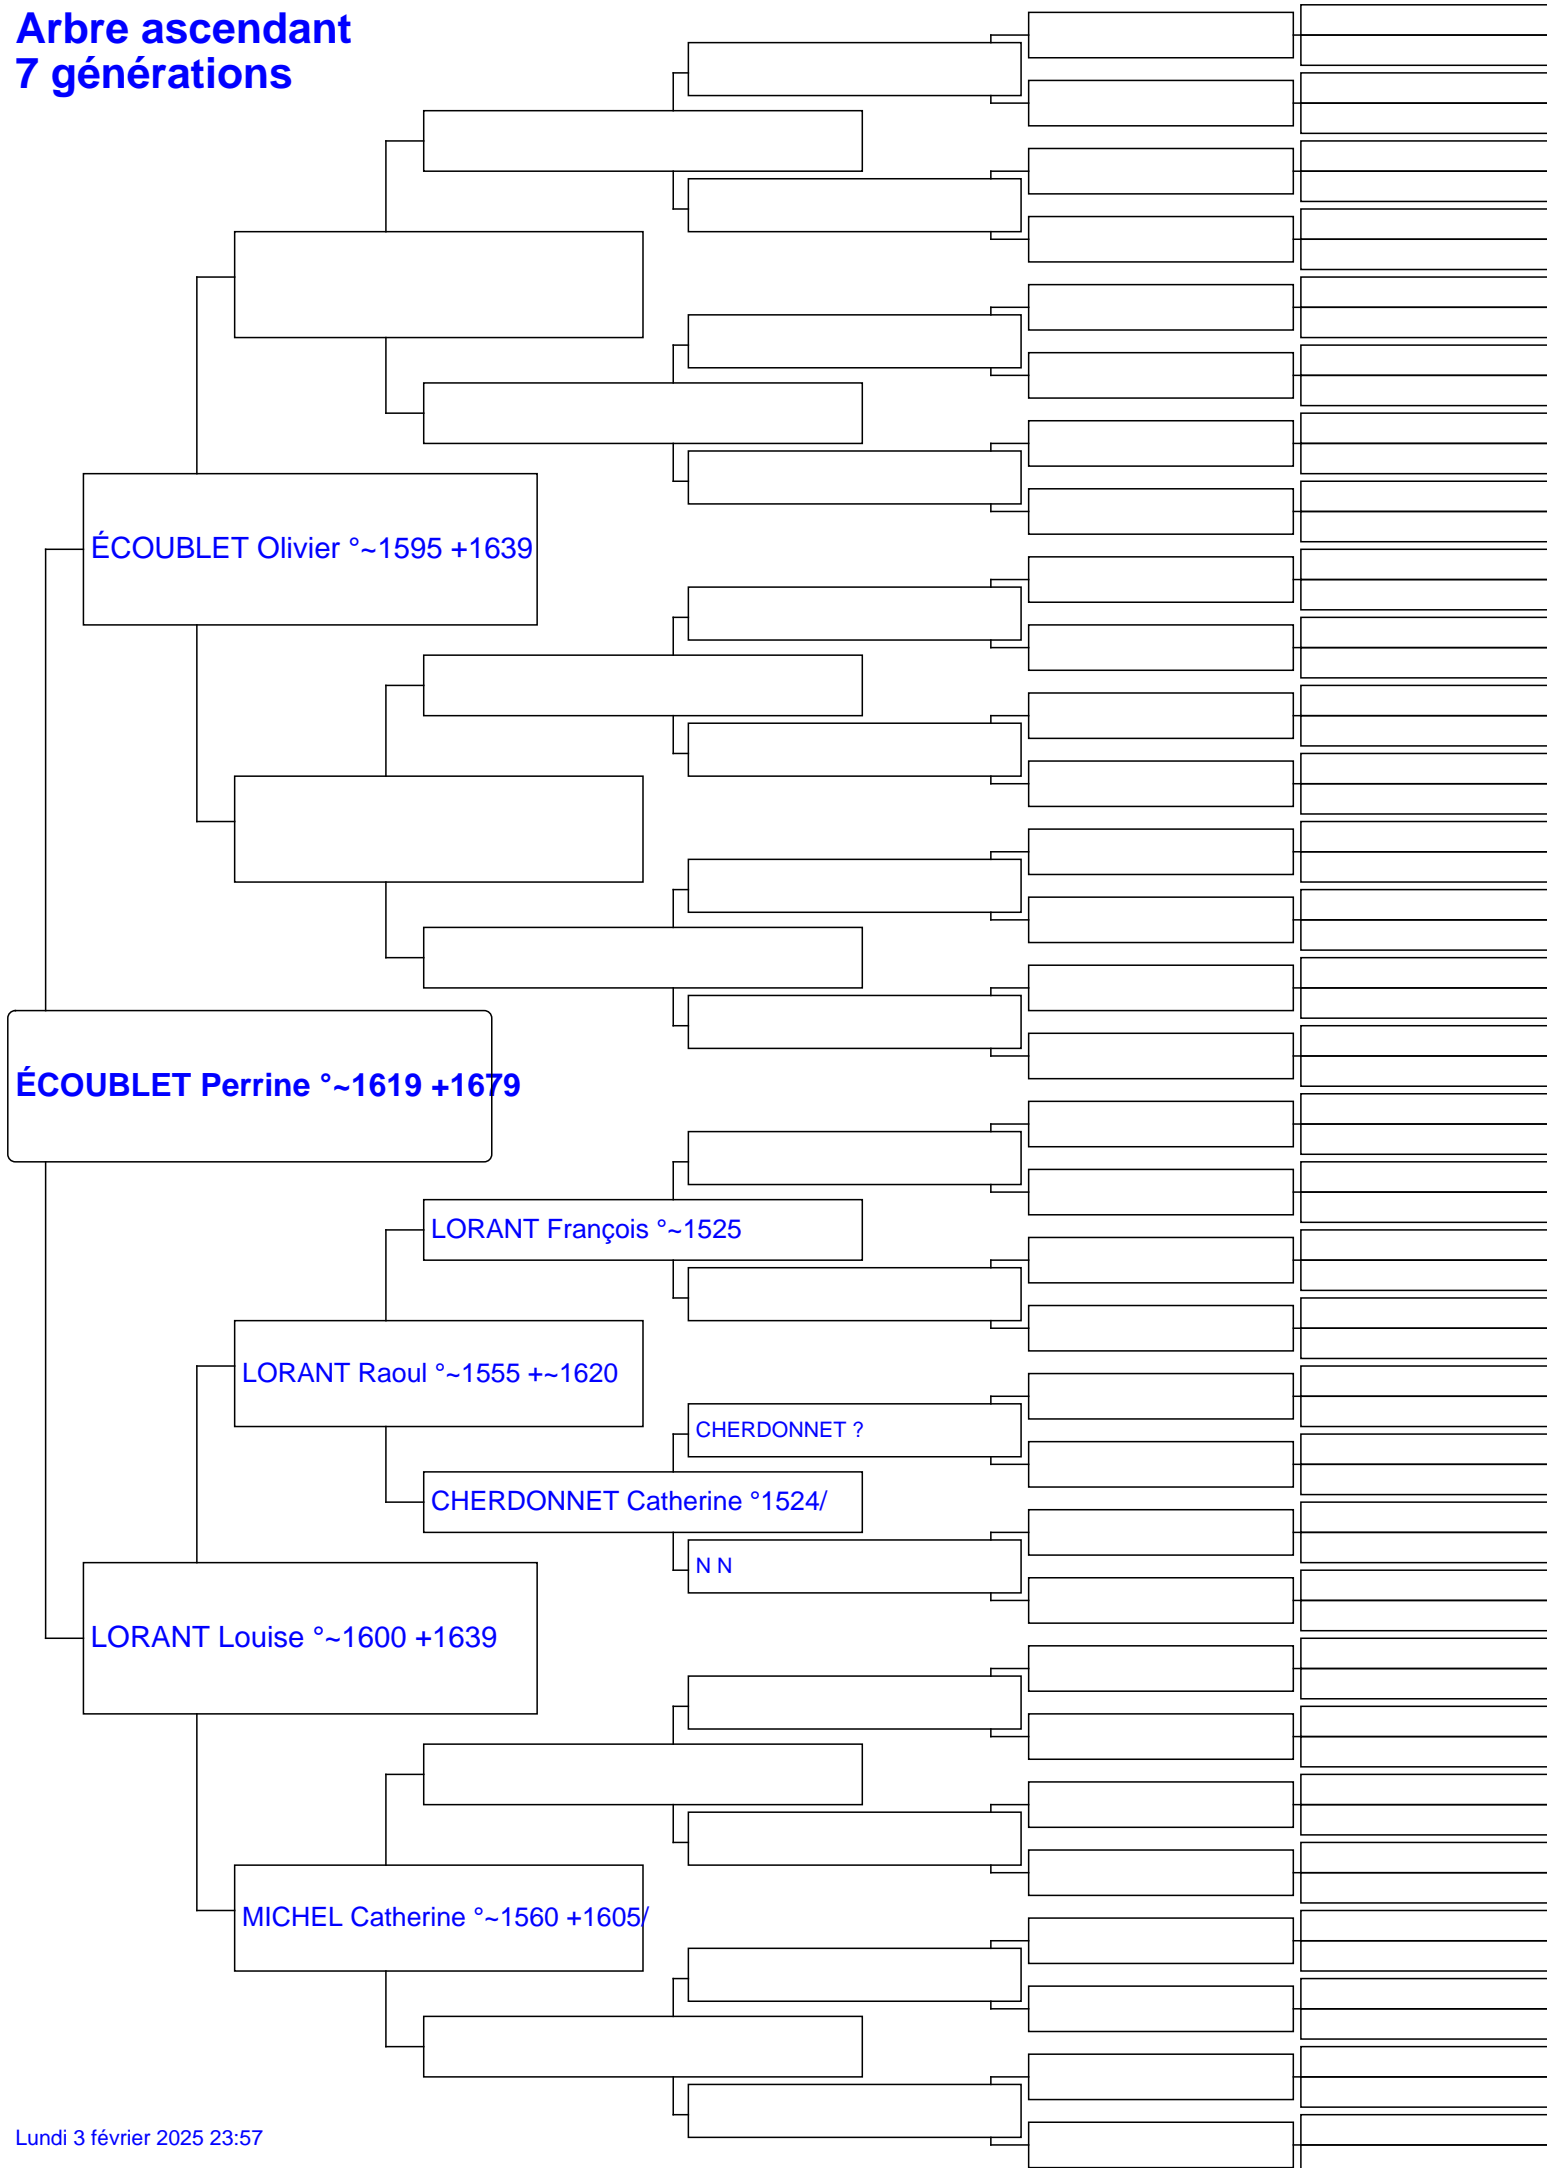 Arbre ascendant
7 générations
ÉCOUBLET Olivier °~1595 +1639
ÉCOUBLET Perrine °~1619 +1679
LORANT François °~1525
LORANT Raoul °~1555 +~1620
CHERDONNET ?
CHERDONNET Catherine °1524/
N N
LORANT Louise °~1600 +1639
MICHEL Catherine °~1560 +1605/
Lundi 3 février 2025 23:57